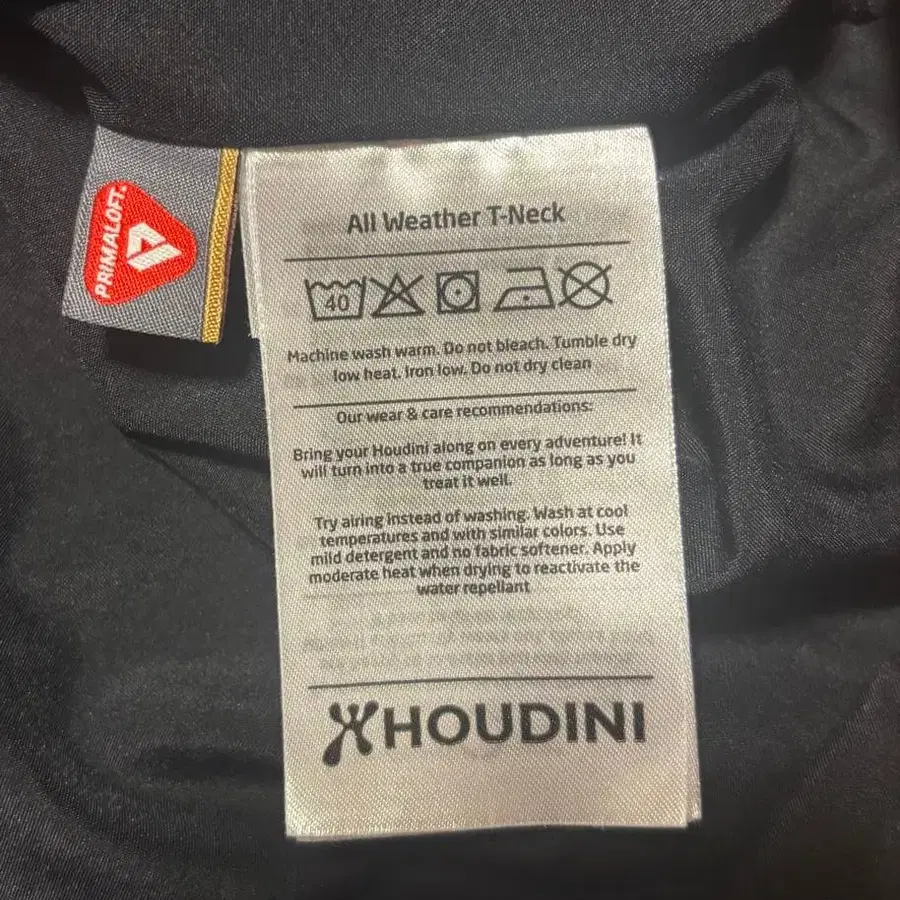 PRIMALOFT®
All Weather T-Neck
40
Machine wash warm. Do not bleach. Tumble dry
low heat. Iron low. Do not dry clean
Our wear & care recommendations:
Bring your Houdini along on every adventure! It
will turn into a true companion as long as you
treat it well.
Try airing instead of washing. Wash at cool
temperatures and with similar colors. Use
mild detergent and no fabric softener. Apply
moderate heat when drying to reactivate the
water repellant
HOUDINI